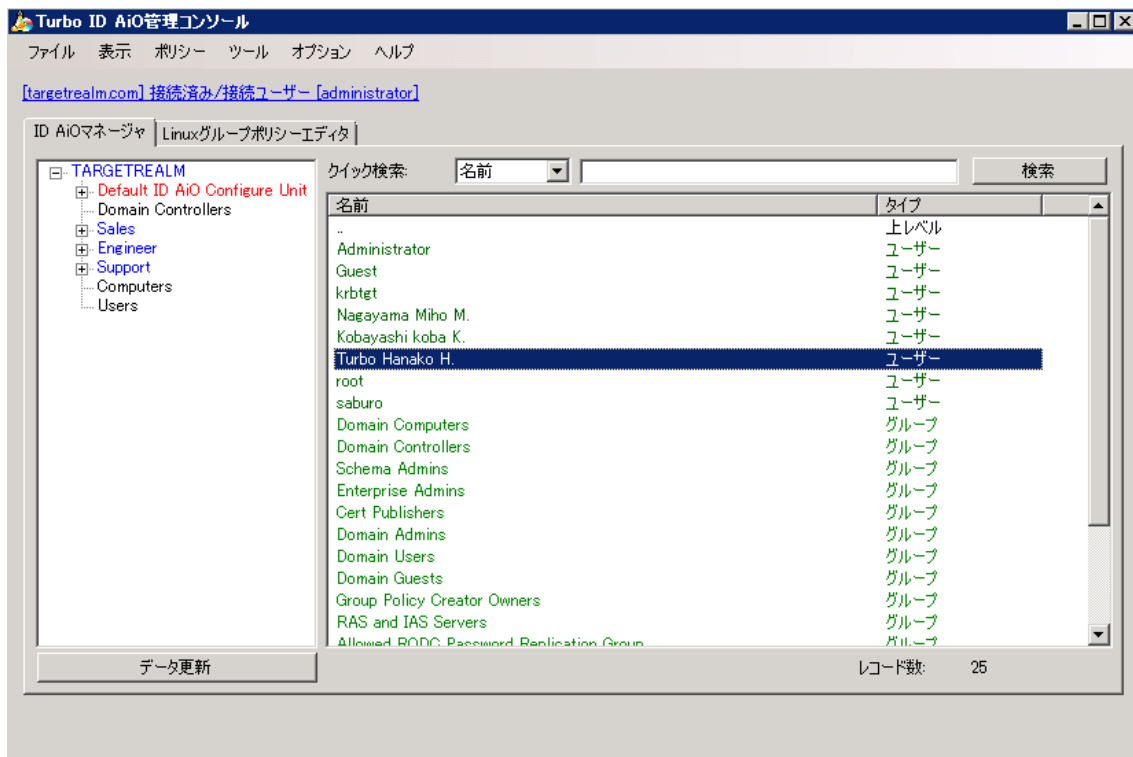 Turbo ID AiO管理コンソール
ファイル 表示 ポリシー ツール オプション ヘルプ
[targetrealm.com] 接続済み/接続ユーザー [administrator]
ID AiOマネージャ Linuxグループポリシーエディタ
TARGETREALM
Default ID AiO Configure Unit
Domain Controllers
Sales
Engineer
Support
Computers
Users
データ更新
クイック検索: 名前 検索
名前 タイプ
.. 上レベル
Administrator ユーザー
Guest ユーザー
krbtgt ユーザー
Nagayama Miho M. ユーザー
Kobayashi koba K. ユーザー
Turbo Hanako H. ユーザー
root ユーザー
saburo ユーザー
Domain Computers グループ
Domain Controllers グループ
Schema Admins グループ
Enterprise Admins グループ
Cert Publishers グループ
Domain Admins グループ
Domain Users グループ
Domain Guests グループ
Group Policy Creator Owners グループ
RAS and IAS Servers グループ
Allowed RODC Password Replication Group グループ
レコード数: 25